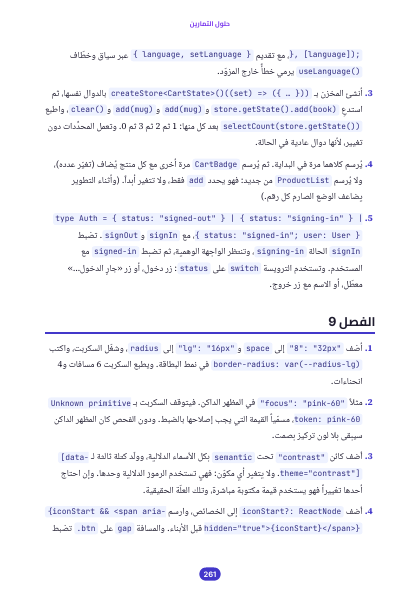 حلول التمارين
}, [language]);‎، مع تقديم { language, setLanguage } عبر سياق وخطّاف
useLanguage()‎ يرمي خطأً خارج المزوّد.
3. أنشئ المخزن بـ createStore<CartState>()((set) => ({ … }))‎ بالدوال نفسها، ثم
استدعِ store.getState().add(book)‎ و add(mug)‎ و add(mug)‎ و clear()‎، واطبع
selectCount(store.getState())‎ بعد كل منها: 1 ثم 2 ثم 3 ثم 0. وتعمل المحدّدات دون
تغيير، لأنها دوال عادية في الحالة.
4. يُرسم كلاهما مرة في البداية. ثم يُرسم CartBadge مرة أخرى مع كل منتج يُضاف (تغيّر عدده)،
ولا يُرسم ProductList من جديد: فهو يحدد add فقط، ولا تتغير أبداً. (وأثناء التطوير
يضاعف الوضع الصارم كل رقم.)
5. type Auth = { status: "signed-out" } | { status: "signing-in" } |
{ status: "signed-in"; user: User }‎، مع signIn و signOut. تضبط
signIn الحالة signing-in، وتنتظر الواجهة الوهمية، ثم تضبط signed-in مع
المستخدم. وتستخدم الترويسة switch على status: زر دخول، أو زر «جارٍ الدخول…»
معطّل، أو الاسم مع زر خروج.
الفصل 9
1. أضف "8": "32px" إلى space و "lg": "16px" إلى radius، وشغّل السكربت، واكتب
border-radius: var(--radius-lg)‎ في نمط البطاقة. ويطبع السكربت 6 مسافات و4
انحناءات.
2. مثلاً "focus": "pink-60" في المظهر الداكن. فيتوقف السكربت بـ Unknown primitive
token: pink-60، مسمّياً القيمة التي يجب إصلاحها بالضبط. ودون الفحص كان المظهر الداكن
سيبقى بلا لون تركيز بصمت.
3. أضف كائن "contrast" تحت semantic بكل الأسماء الدلالية، وولّد كتلة ثالثة لـ [data-
theme="contrast"]‎. ولا يتغير أي مكوّن: فهي تستخدم الرموز الدلالية وحدها. وإن احتاج
أحدها تغييراً فهو يستخدم قيمة مكتوبة مباشرة، وتلك العلّة الحقيقية.
4. أضف iconStart?: ReactNode إلى الخصائص، وارسم {iconStart && <span aria-
hidden="true">{iconStart}</span>}‎ قبل الأبناء. والمسافة gap على .btn تضبط
261